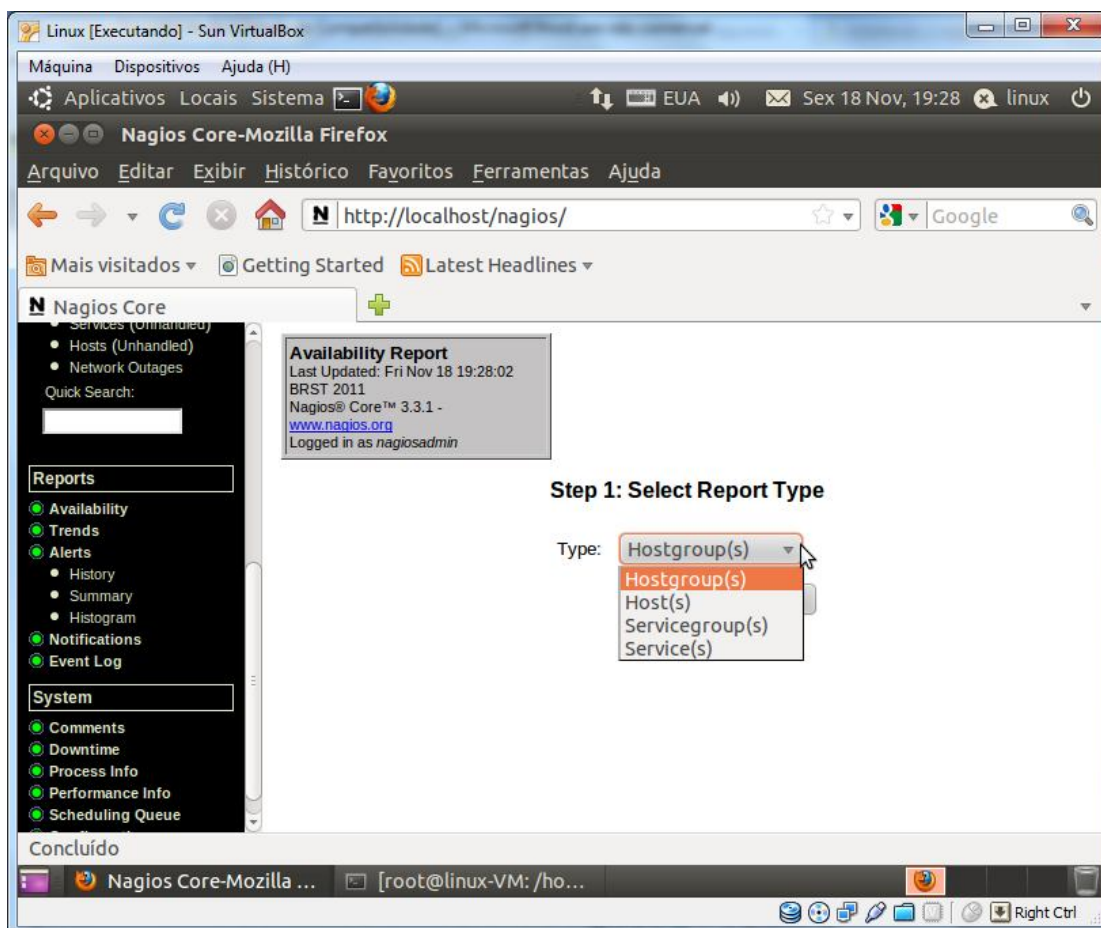 Linux [Executando] - Sun VirtualBox
Máquina Dispositivos Ajuda (H)
Aplicativos Locais Sistema EUA Sex 18 Nov, 19:28 linux
Nagios Core-Mozilla Firefox
Arquivo Editar Exibir Histórico Favoritos Ferramentas Ajuda
N http://localhost/nagios/ Google
Mais visitados Getting Started Latest Headlines
N Nagios Core
Services (Unhandled)
Hosts (Unhandled)
Network Outages
Quick Search:
Reports
Availability
Trends
Alerts
History
Summary
Histogram
Notifications
Event Log
System
Comments
Downtime
Process Info
Performance Info
Scheduling Queue
Availability Report
Last Updated: Fri Nov 18 19:28:02
BRST 2011
Nagios® Core™ 3.3.1 -
www.nagios.org
Logged in as nagiosadmin
Step 1: Select Report Type
Type: Hostgroup(s)
Hostgroup(s)
Host(s)
Servicegroup(s)
Service(s)
Concluído
Nagios Core-Mozilla ... [root@linux-VM: /ho...
Right Ctrl